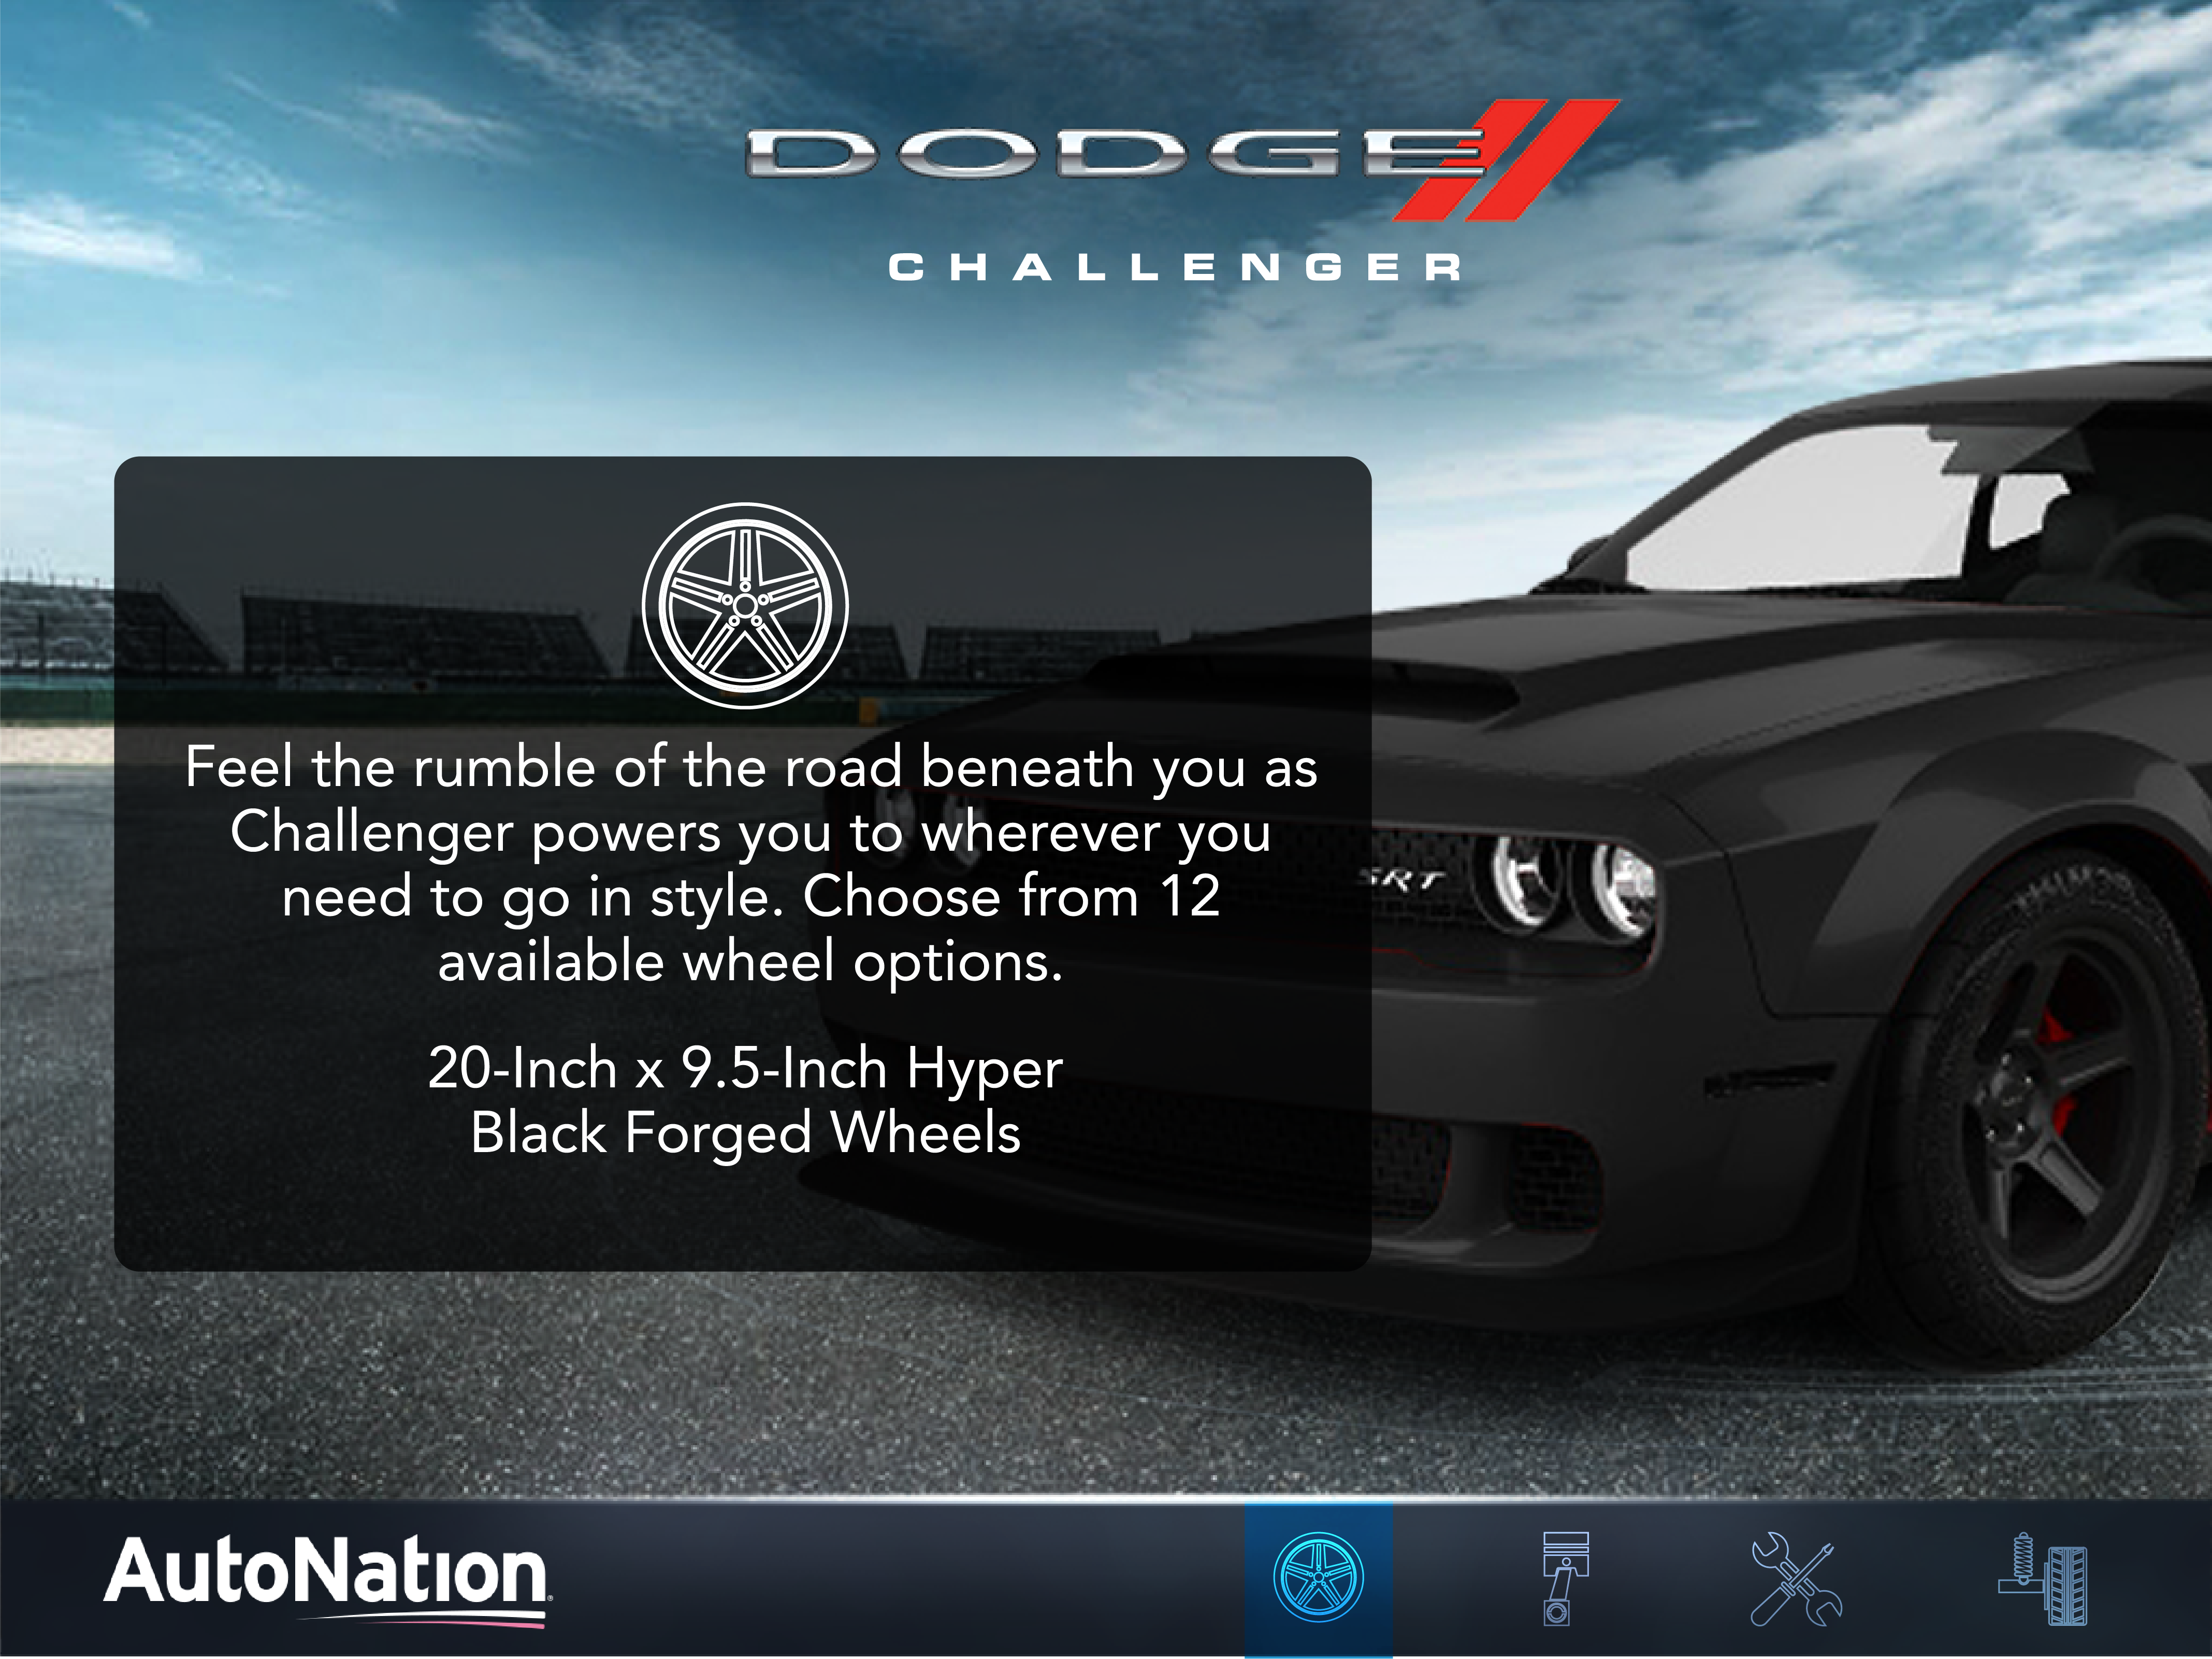 DODGE
CHALLENGER
Feel the rumble of the road beneath you as
Challenger powers you to wherever you
need to go in style. Choose from 12
available wheel options.
SRT
20-Inch x 9.5-Inch Hyper
Black Forged Wheels
AutoNation